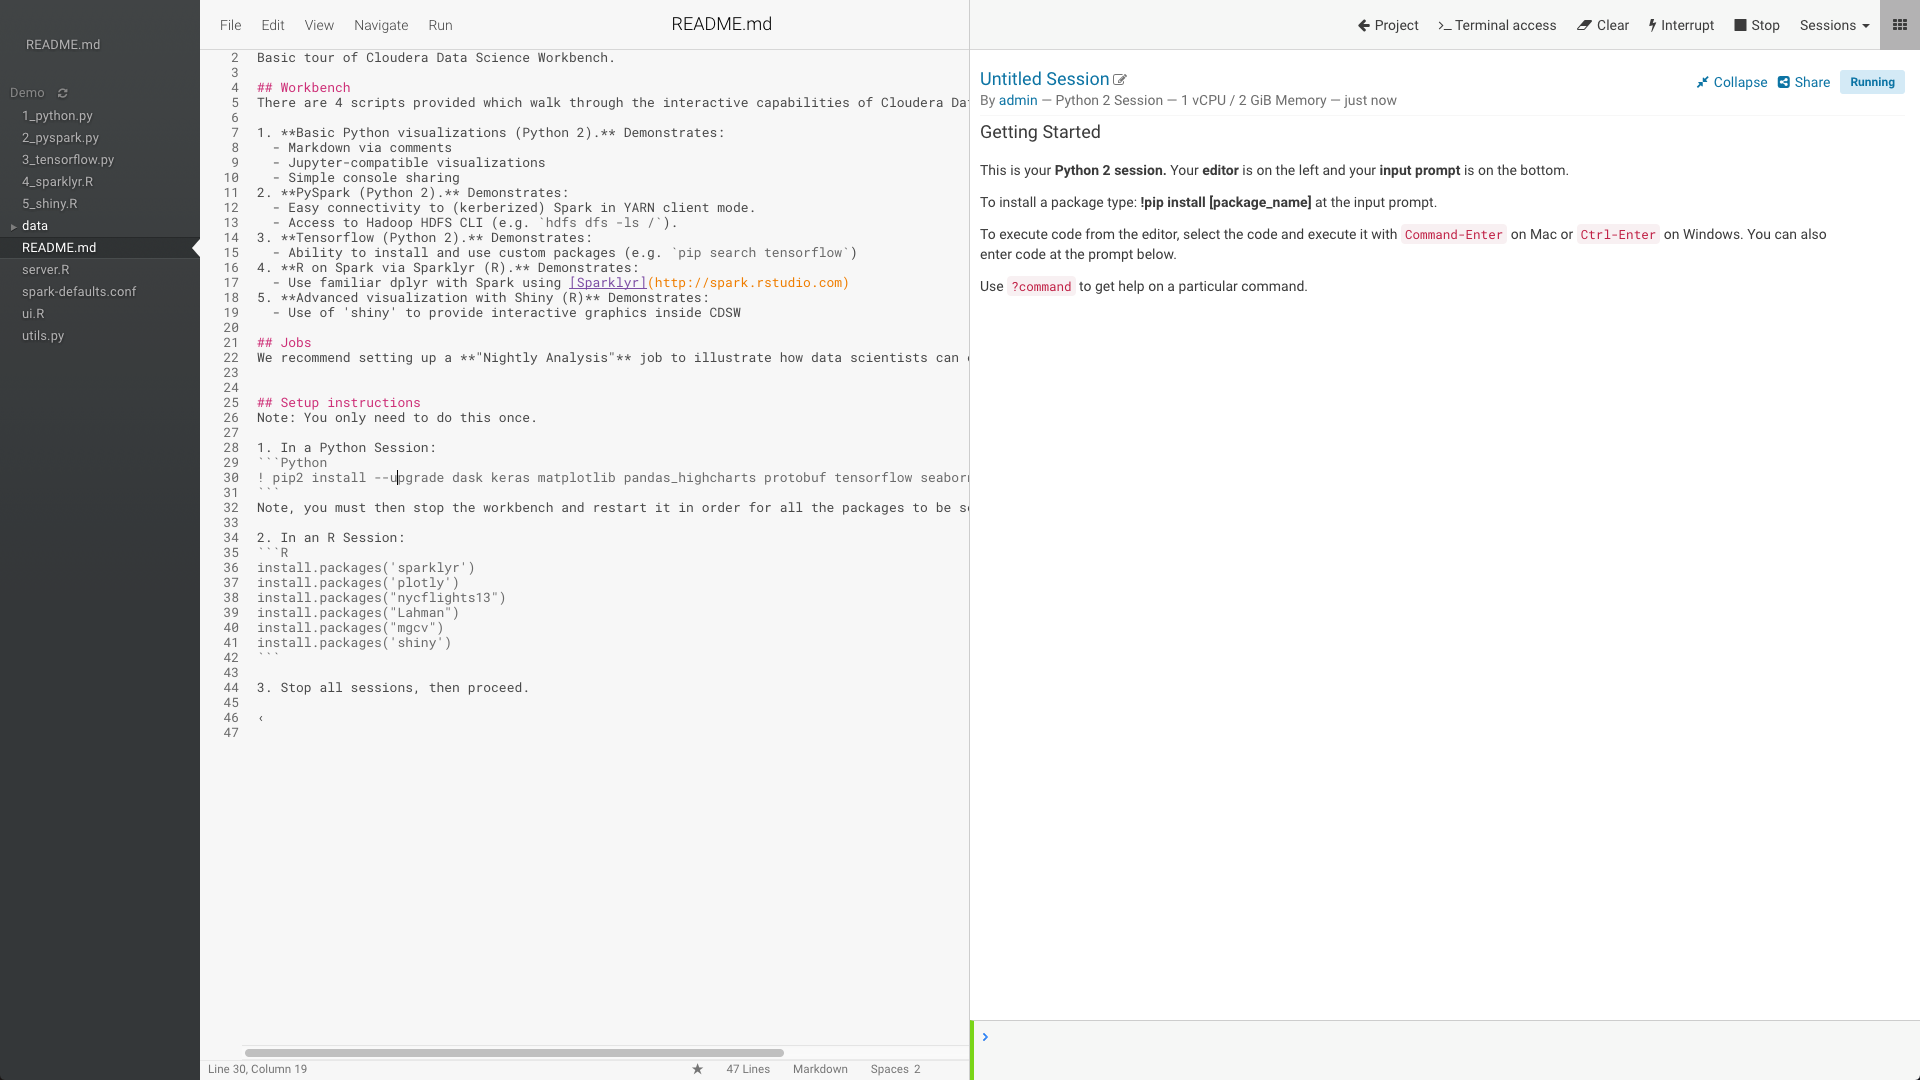 README.md
Demo
1_python.py
2_pyspark.py
3_tensorflow.py
4_sparklyr.R
5_shiny.R
data
README.md
server.R
spark-defaults.conf
ui.R
utils.py
File Edit View Navigate Run README.md
2 Basic tour of Cloudera Data Science Workbench.
3
4 ## Workbench
5 There are 4 scripts provided which walk through the interactive capabilities of Cloudera Da
6
7 1. **Basic Python visualizations (Python 2).** Demonstrates:
8 - Markdown via comments
9 - Jupyter-compatible visualizations
10 - Simple console sharing
11 2. **PySpark (Python 2).** Demonstrates:
12 - Easy connectivity to (kerberized) Spark in YARN client mode.
13 - Access to Hadoop HDFS CLI (e.g. `hdfs dfs -ls /`).
14 3. **Tensorflow (Python 2).** Demonstrates:
15 - Ability to install and use custom packages (e.g. `pip search tensorflow`)
16 4. **R on Spark via Sparklyr (R).** Demonstrates:
17 - Use familiar dplyr with Spark using [Sparklyr](http://spark.rstudio.com)
18 5. **Advanced visualization with Shiny (R)** Demonstrates:
19 - Use of 'shiny' to provide interactive graphics inside CDSW
20
21 ## Jobs
22 We recommend setting up a **"Nightly Analysis"** job to illustrate how data scientists can
23
24
25 ## Setup instructions
26 Note: You only need to do this once.
27
28 1. In a Python Session:
29 ```Python
30 ! pip2 install --upgrade dask keras matplotlib pandas_highcharts protobuf tensorflow seabor
31 ```
32 Note, you must then stop the workbench and restart it in order for all the packages to be s
33
34 2. In an R Session:
35 ```R
36 install.packages('sparklyr')
37 install.packages('plotly')
38 install.packages("nycflights13")
39 install.packages("Lahman")
40 install.packages("mgcv")
41 install.packages('shiny')
42 ```
43
44 3. Stop all sessions, then proceed.
45
46 ‹
47
Line 30, Column 19 ★ 47 Lines Markdown Spaces 2
Project >_ Terminal access Clear Interrupt Stop Sessions
Untitled Session Collapse Share Running
By admin — Python 2 Session — 1 vCPU / 2 GiB Memory — just now
Getting Started
This is your Python 2 session. Your editor is on the left and your input prompt is on the bottom.
To install a package type: !pip install [package_name] at the input prompt.
To execute code from the editor, select the code and execute it with Command-Enter on Mac or Ctrl-Enter on Windows. You can also
enter code at the prompt below.
Use ?command to get help on a particular command.